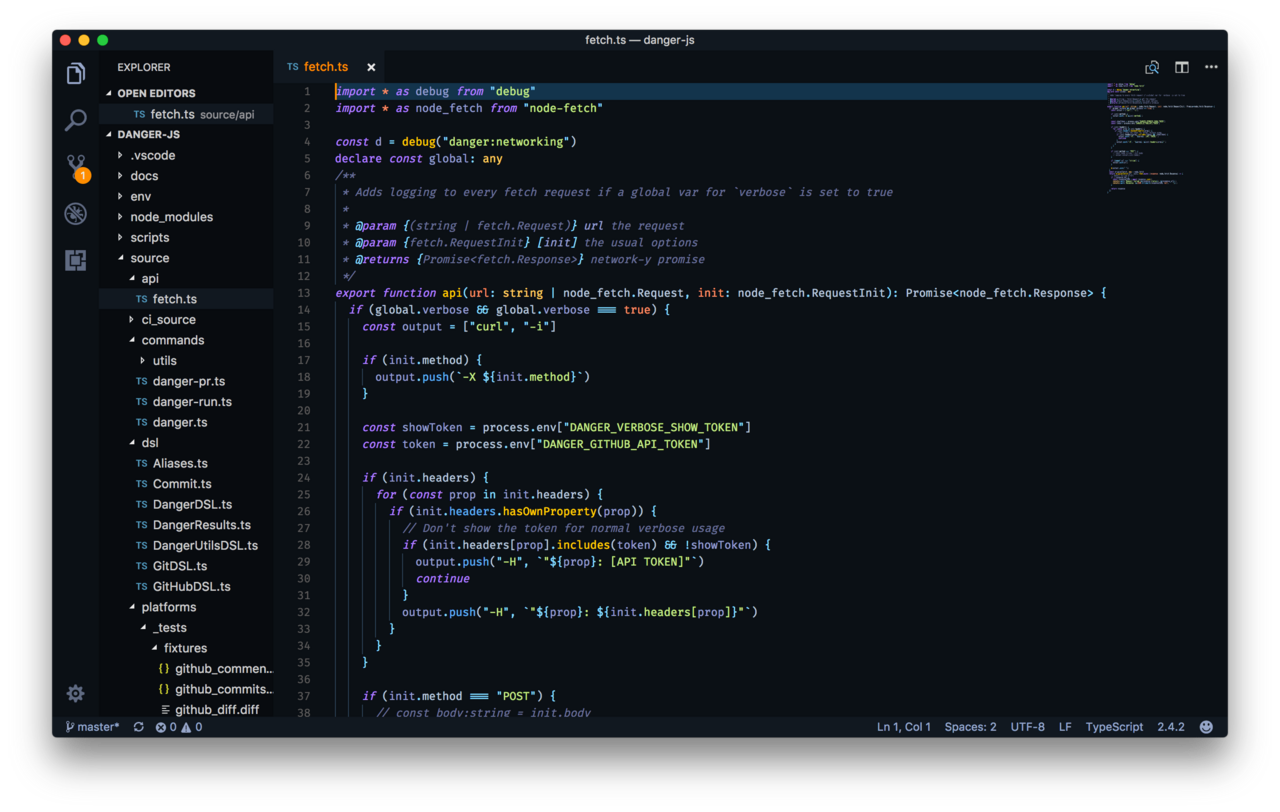 fetch.ts — danger-js
EXPLORER
OPEN EDITORS
TS fetch.ts source/api
DANGER-JS
.vscode
docs
env
node_modules
scripts
source
api
TS fetch.ts
ci_source
commands
utils
TS danger-pr.ts
TS danger-run.ts
TS danger.ts
dsl
TS Aliases.ts
TS Commit.ts
TS DangerDSL.ts
TS DangerResults.ts
TS DangerUtilsDSL.ts
TS GitDSL.ts
TS GitHubDSL.ts
platforms
_tests
fixtures
{} github_commen...
{} github_commits...
github_diff.diff
1
TS fetch.ts ×
1 import * as debug from "debug"
2 import * as node_fetch from "node-fetch"
3
4 const d = debug("danger:networking")
5 declare const global: any
6 /**
7  * Adds logging to every fetch request if a global var for `verbose` is set to true
8  *
9  * @param {(string | fetch.Request)} url the request
10  * @param {fetch.RequestInit} [init] the usual options
11  * @returns {Promise<fetch.Response>} network-y promise
12  */
13 export function api(url: string | node_fetch.Request, init: node_fetch.RequestInit): Promise<node_fetch.Response> {
14   if (global.verbose && global.verbose === true) {
15     const output = ["curl", "-i"]
16
17     if (init.method) {
18       output.push(`-X ${init.method}`)
19     }
20
21     const showToken = process.env["DANGER_VERBOSE_SHOW_TOKEN"]
22     const token = process.env["DANGER_GITHUB_API_TOKEN"]
23
24     if (init.headers) {
25       for (const prop in init.headers) {
26         if (init.headers.hasOwnProperty(prop)) {
27           // Don't show the token for normal verbose usage
28           if (init.headers[prop].includes(token) && !showToken) {
29             output.push("-H", `"${prop}: [API TOKEN]"`)
30             continue
31           }
32           output.push("-H", `"${prop}: ${init.headers[prop]}"`)
33         }
34       }
35     }
36
37     if (init.method === "POST") {
38       // const body:string = init.body
master* 0 0
Ln 1, Col 1 Spaces: 2 UTF-8 LF TypeScript 2.4.2